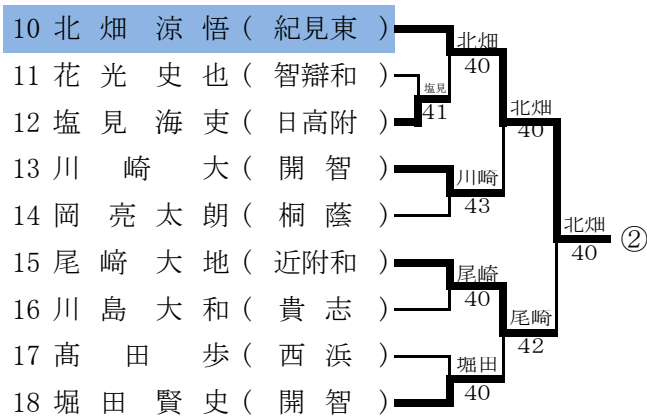 10 北畑 涼悟 ( 紀見東 )
11 花光 史也 ( 智辯和 )
12 塩見 海吏 ( 日高附 )
13 川崎 大 ( 開智 )
14 岡 亮太朗 ( 桐蔭 )
15 尾﨑 大地 ( 近附和 )
16 川島 大和 ( 貴志 )
17 髙田 歩 ( 西浜 )
18 堀田 賢史 ( 開智 )
塩見
41
北畑
40
川崎
43
尾崎
40
堀田
40
北畑
40
尾崎
42
北畑
40
②